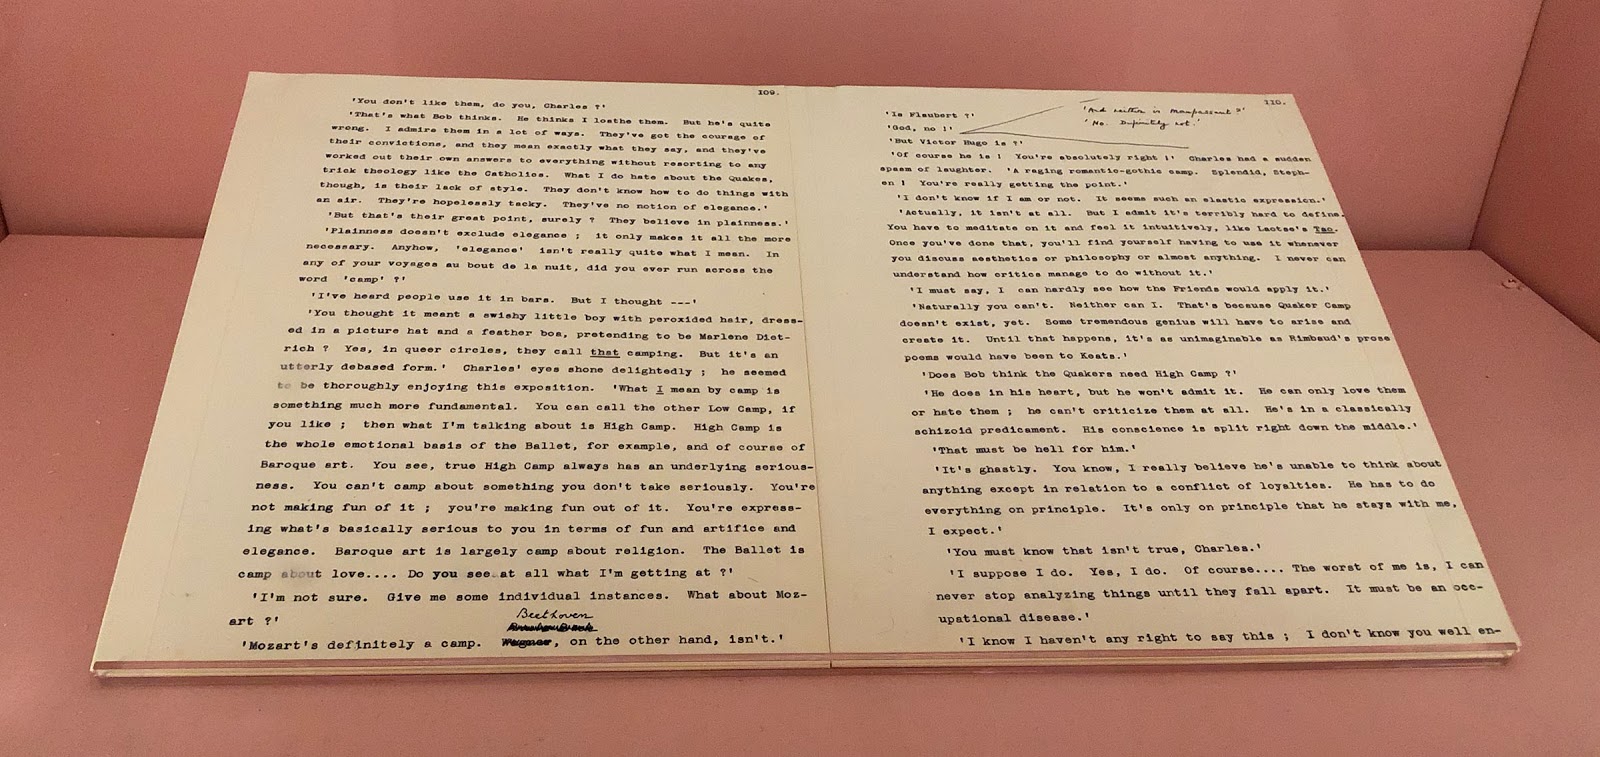 109.
'You don't like them, do you, Charles ?'
'That's what Bob thinks. He thinks I loathe them. But he's quite
wrong. I admire them in a lot of ways. They've got the courage of
their convictions, and they mean exactly what they say, and they've
worked out their own answers to everything without resorting to any
trick theology like the Catholics. What I do hate about the Quakes,
though, is their lack of style. They don't know how to do things with
an air. They're hopelessly tacky. They've no notion of elegance.'
'But that's their great point, surely ? They believe in plainness.'
'Plainness doesn't exclude elegance ; it only makes it all the more
necessary. Anyhow, 'elegance' isn't really quite what I mean. In
any of your voyages au bout de la nuit, did you ever run across the
word 'camp' ?'
'I've heard people use it in bars. But I thought ---'
'You thought it meant a swishy little boy with peroxided hair, dress-
ed in a picture hat and a feather boa, pretending to be Marlene Diet-
rich ? Yes, in queer circles, they call that camping. But it's an
utterly debased form.' Charles' eyes shone delightedly ; he seemed
to be thoroughly enjoying this exposition. 'What I mean by camp is
something much more fundamental. You can call the other Low Camp, if
you like ; then what I'm talking about is High Camp. High Camp is
the whole emotional basis of the Ballet, for example, and of course of
Baroque art. You see, true High Camp always has an underlying serious-
ness. You can't camp about something you don't take seriously. You're
not making fun of it ; you're making fun out of it. You're express-
ing what's basically serious to you in terms of fun and artifice and
elegance. Baroque art is largely camp about religion. The Ballet is
camp about love.... Do you see at all what I'm getting at ?'
'I'm not sure. Give me some individual instances. What about Moz-
art ?'
Beethoven
'Mozart's definitely a camp. Wagner, on the other hand, isn't.'
110.
'Is Flaubert ?'
'God, no !'
'And neither is Maupassant ?'
'No. Definitely not.'
'But Victor Hugo is ?'
'Of course he is ! You're absolutely right !' Charles had a sudden
spasm of laughter. 'A raging romantic-gothic camp. Splendid, Steph-
en ! You're really getting the point.'
'I don't know if I am or not. It seems such an elastic expression.'
'Actually, it isn't at all. But I admit it's terribly hard to define.
You have to meditate on it and feel it intuitively, like Laotse's Tao.
Once you've done that, you'll find yourself having to use it whenever
you discuss aesthetics or philosophy or almost anything. I never can
understand how critics manage to do without it.'
'I must say, I can hardly see how the Friends would apply it.'
'Naturally you can't. Neither can I. That's because Quaker Camp
doesn't exist, yet. Some tremendous genius will have to arise and
create it. Until that happens, it's as unimaginable as Rimbaud's prose
poems would have been to Keats.'
'Does Bob think the Quakers need High Camp ?'
'He does in his heart, but he won't admit it. He can only love them
or hate them ; he can't criticize them at all. He's in a classically
schizoid predicament. His conscience is split right down the middle.'
'That must be hell for him.'
'It's ghastly. You know, I really believe he's unable to think about
anything except in relation to a conflict of loyalties. He has to do
everything on principle. It's only on principle that he stays with me,
I expect.'
'You must know that isn't true, Charles.'
'I suppose I do. Yes, I do. Of course.... The worst of me is, I can
never stop analyzing things until they fall apart. It must be an occ-
upational disease.'
'I know I haven't any right to say this ; I don't know you well en-